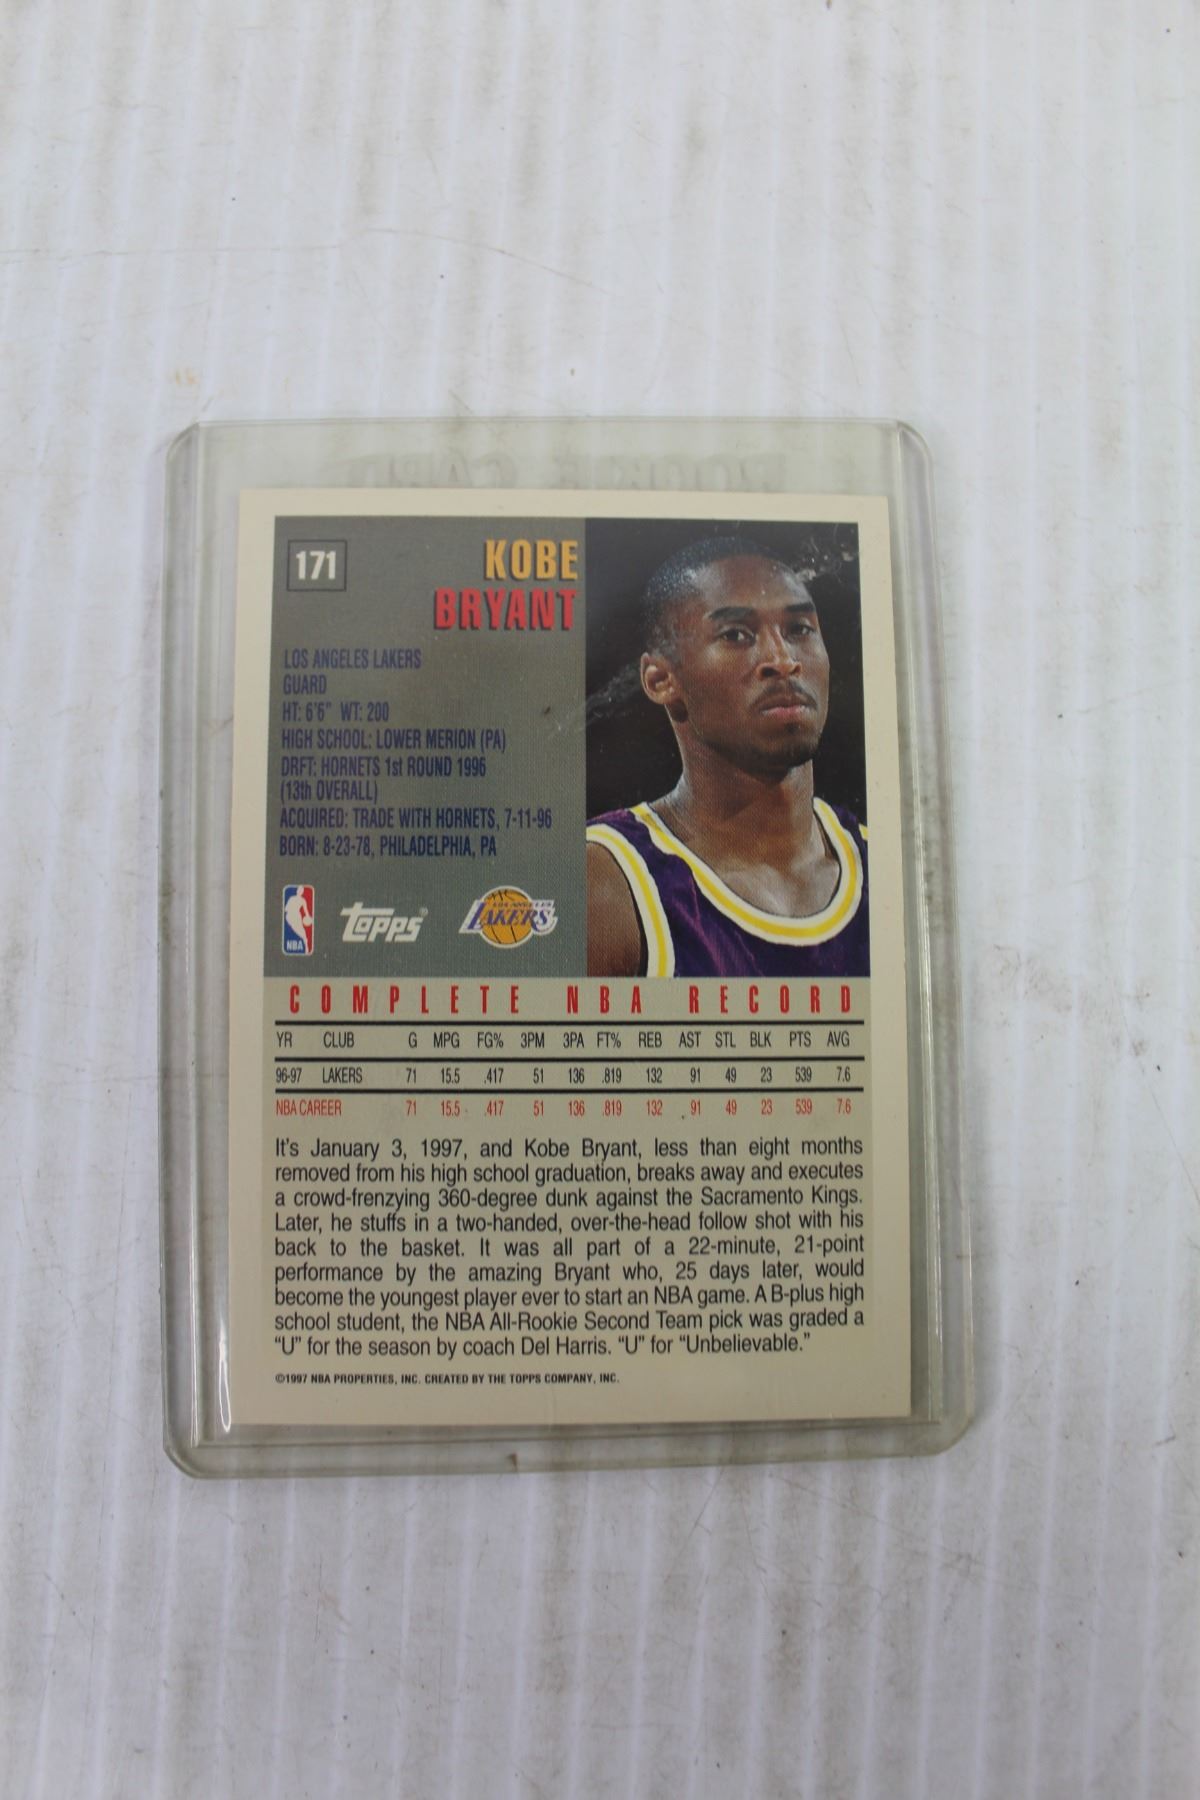 ROOKIE CARD
171
KOBE
BRYANT
LOS ANGELES LAKERS
GUARD
HT: 6'6" WT: 200
HIGH SCHOOL: LOWER MERION (PA)
DRFT: HORNETS 1st ROUND 1996
(13th OVERALL)
ACQUIRED: TRADE WITH HORNETS, 7-11-96
BORN: 8-23-78, PHILADELPHIA, PA
NBA
Topps®
LOS ANGELES
LAKERS
COMPLETE NBA RECORD
YR CLUB G MPG FG% 3PM 3PA FT% REB AST STL BLK PTS AVG
96-97 LAKERS 71 15.5 .417 51 136 .819 132 91 49 23 539 7.6
NBA CAREER 71 15.5 .417 51 136 .819 132 91 49 23 539 7.6
It's January 3, 1997, and Kobe Bryant, less than eight months
removed from his high school graduation, breaks away and executes
a crowd-frenzying 360-degree dunk against the Sacramento Kings.
Later, he stuffs in a two-handed, over-the-head follow shot with his
back to the basket. It was all part of a 22-minute, 21-point
performance by the amazing Bryant who, 25 days later, would
become the youngest player ever to start an NBA game. A B-plus high
school student, the NBA All-Rookie Second Team pick was graded a
"U" for the season by coach Del Harris. "U" for "Unbelievable."
©1997 NBA PROPERTIES, INC. CREATED BY THE TOPPS COMPANY, INC.